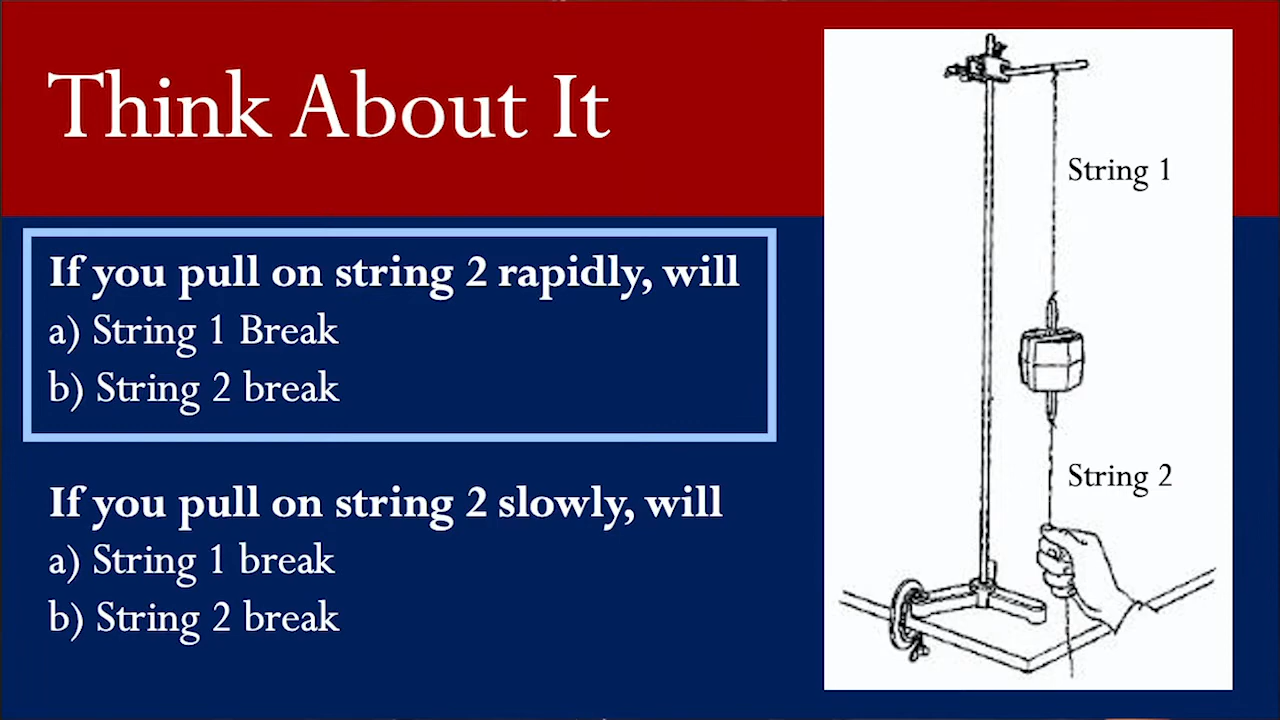 Think About It
If you pull on string 2 rapidly, will
a) String 1 Break
b) String 2 break
If you pull on string 2 slowly, will
a) String 1 break
b) String 2 break
String 1
String 2